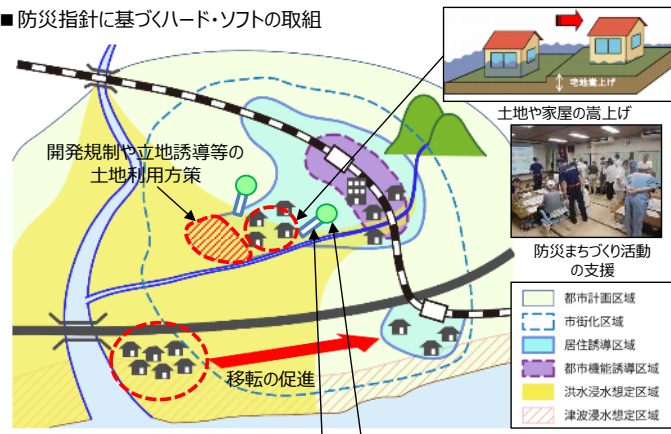 ■ 防災指針に基づくハード・ソフトの取組
宅地嵩上げ
土地や家屋の嵩上げ
開発規制や立地誘導等の
土地利用方策
防災まちづくり活動
の支援
移転の促進
都市計画区域
市街化区域
居住誘導区域
都市機能誘導区域
洪水浸水想定区域
津波浸水想定区域